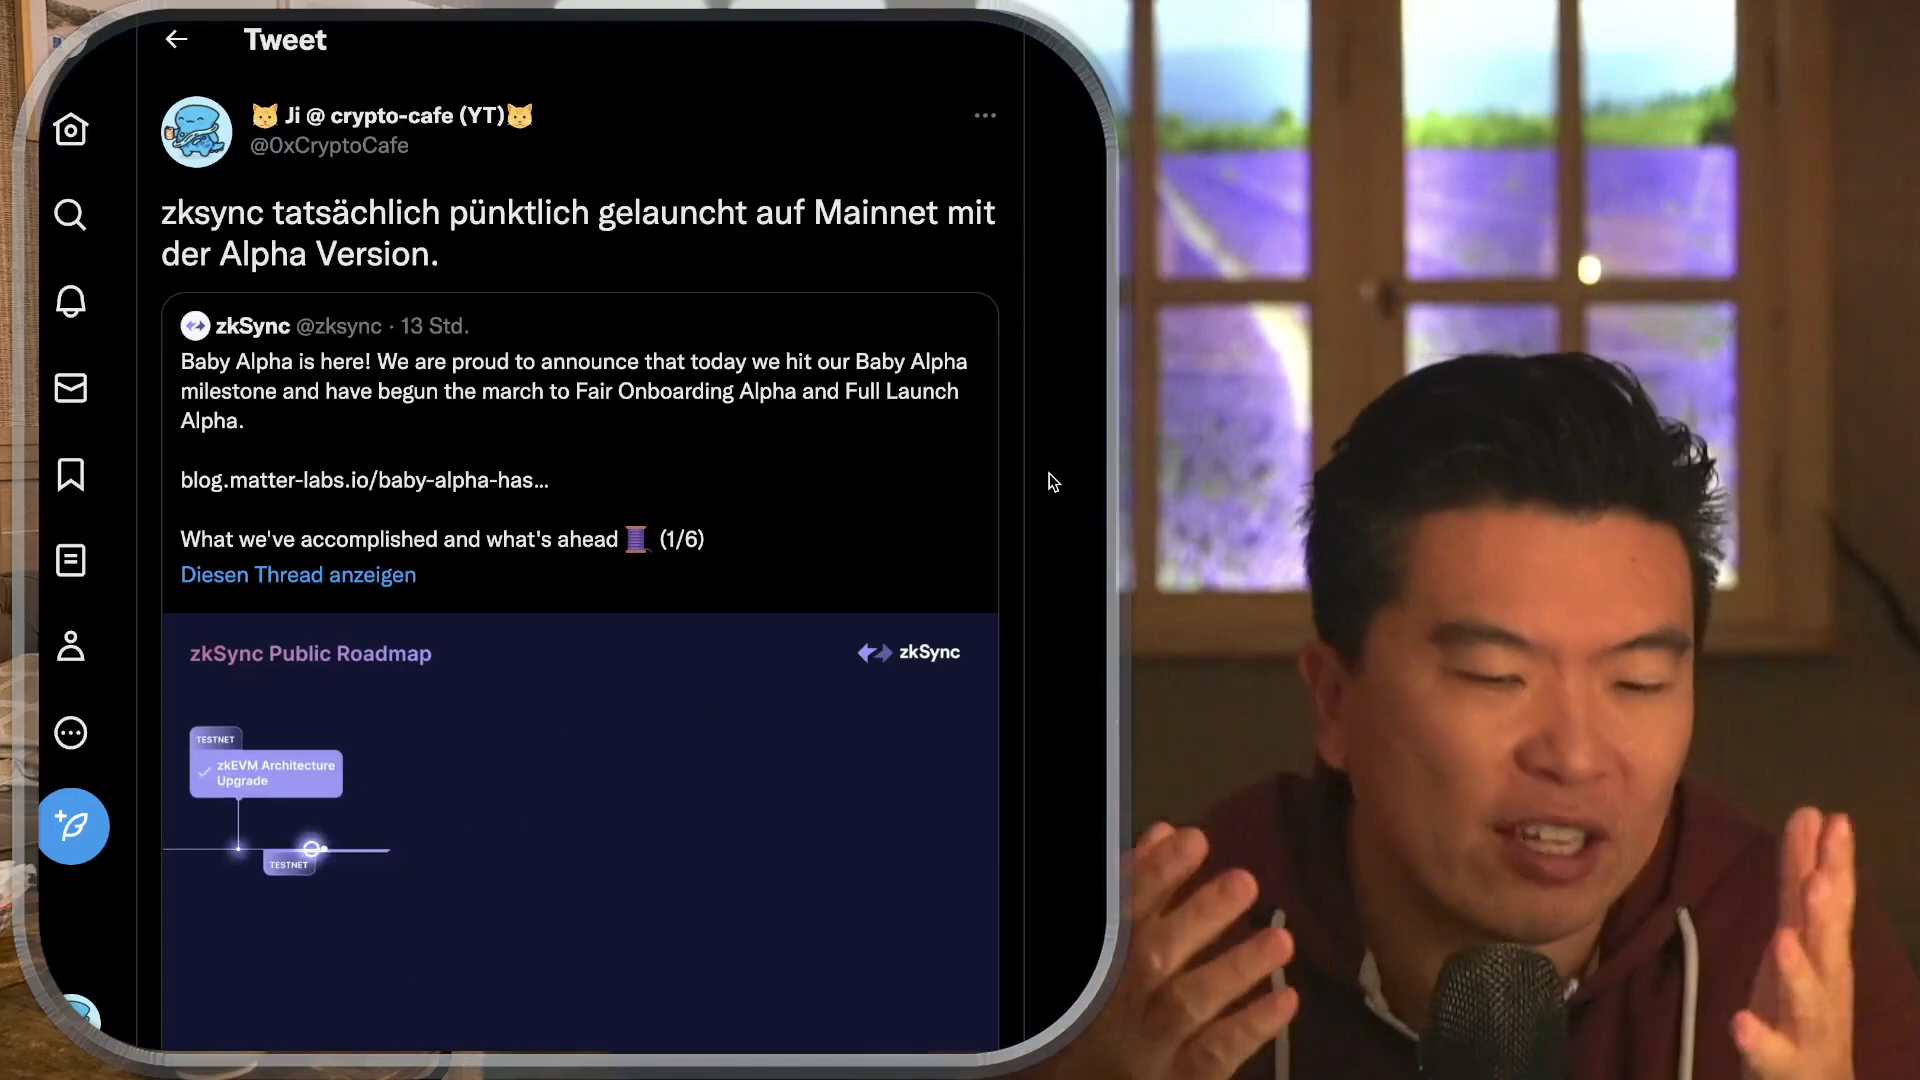 Tweet
🐱 Ji @ crypto-cafe (YT)🐱
@0xCryptoCafe
zksync tatsächlich pünktlich gelauncht auf Mainnet mit
der Alpha Version.
zkSync @zksync · 13 Std.
Baby Alpha is here! We are proud to announce that today we hit our Baby Alpha
milestone and have begun the march to Fair Onboarding Alpha and Full Launch
Alpha.
blog.matter-labs.io/baby-alpha-has…
What we've accomplished and what's ahead 🧵 (1/6)
Diesen Thread anzeigen
zkSync Public Roadmap
zkSync
TESTNET
zkEVM Architecture
Upgrade
TESTNET